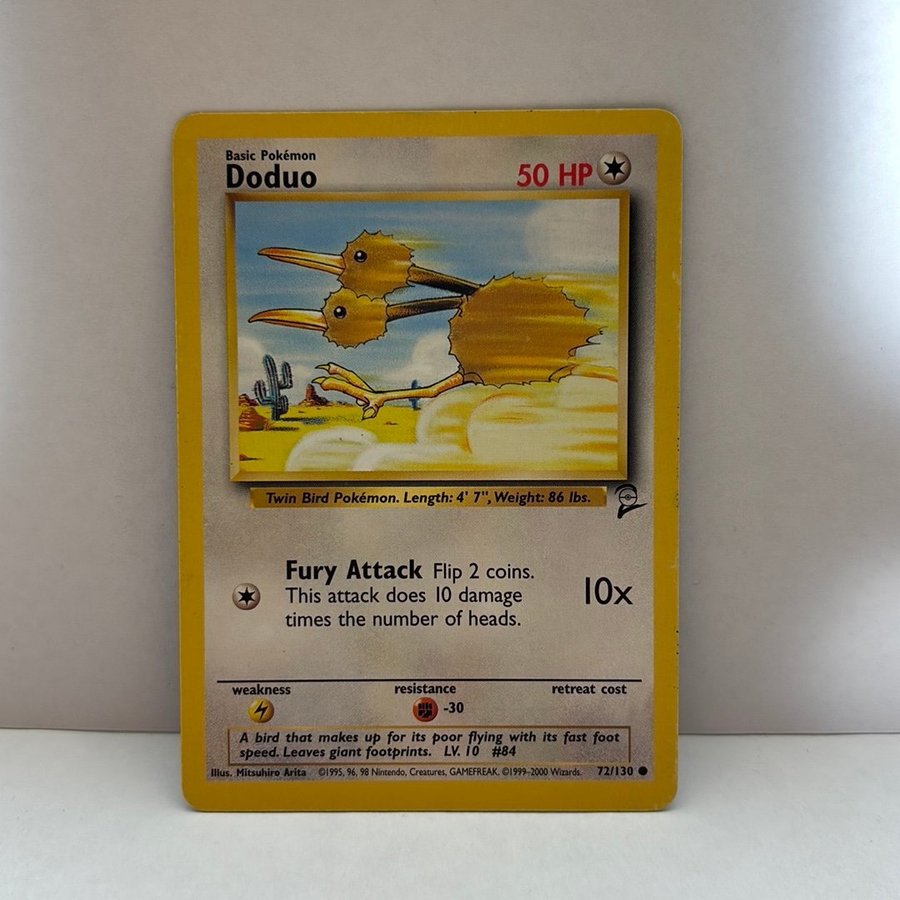 Basic Pokémon
Doduo 50 HP
Twin Bird Pokémon. Length: 4' 7", Weight: 86 lbs.
Fury Attack Flip 2 coins.
This attack does 10 damage
times the number of heads.
10x
weakness resistance retreat cost
-30
A bird that makes up for its poor flying with its fast foot
speed. Leaves giant footprints. LV. 10 #84
Illus. Mitsuhiro Arita ©1995, 96, 98 Nintendo, Creatures, GAMEFREAK. ©1999-2000 Wizards. 72/130